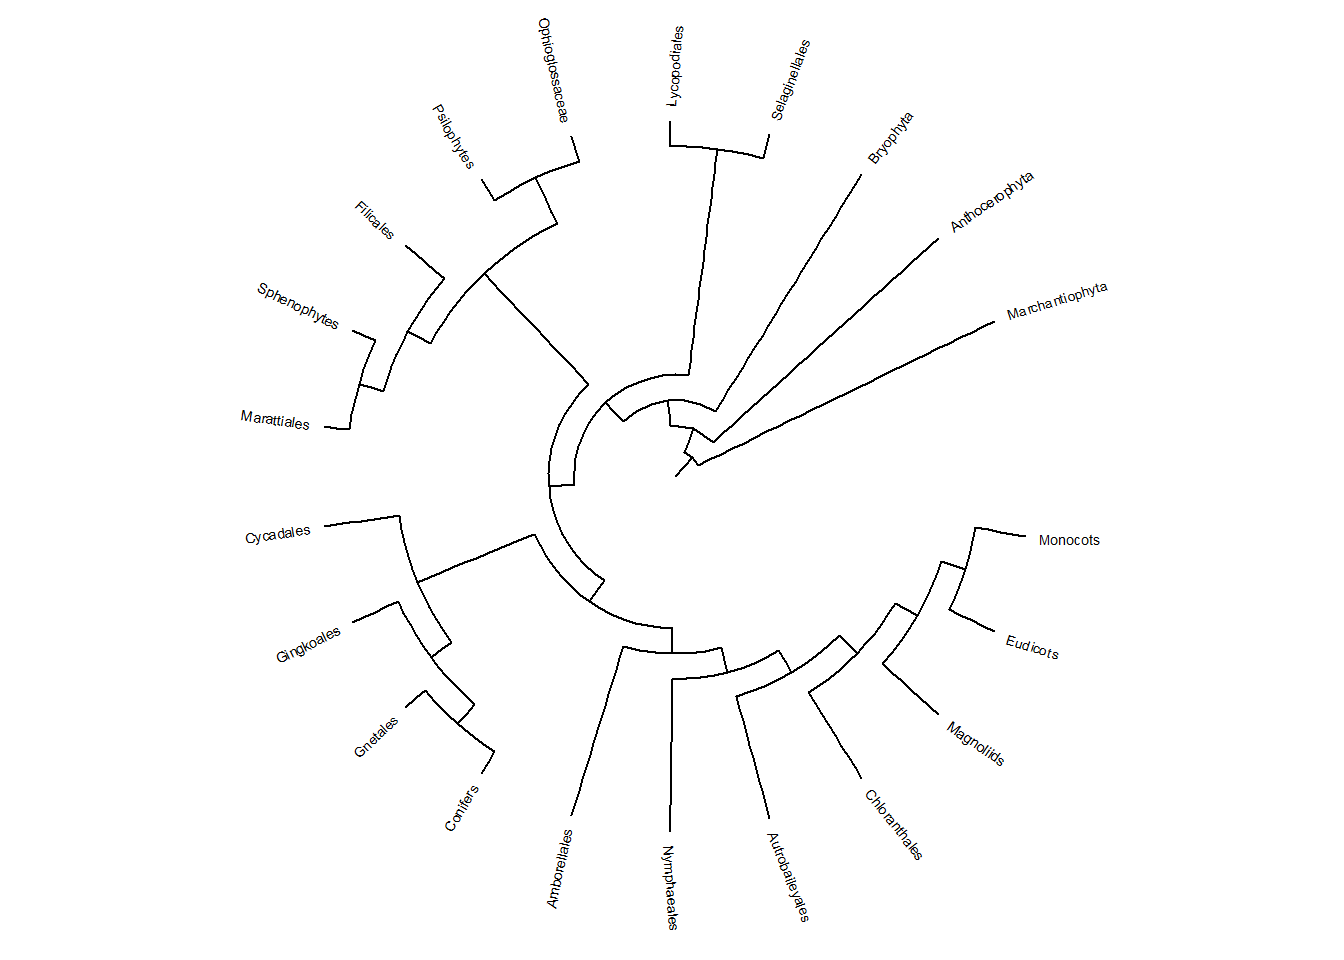 Ophioglossaceae
Lycopodiales
Selaginellales
Psilophytes
Bryophyta
Filicales
Anthocerophyta
Sphenophytes
Marchantiophyta
Marattiales
Cycadales
Monocots
Gingkoales
Eudicots
Gnetales
Magnoliids
Conifers
Chloranthales
Amborellales
Nymphaeales
Autrobaileyales